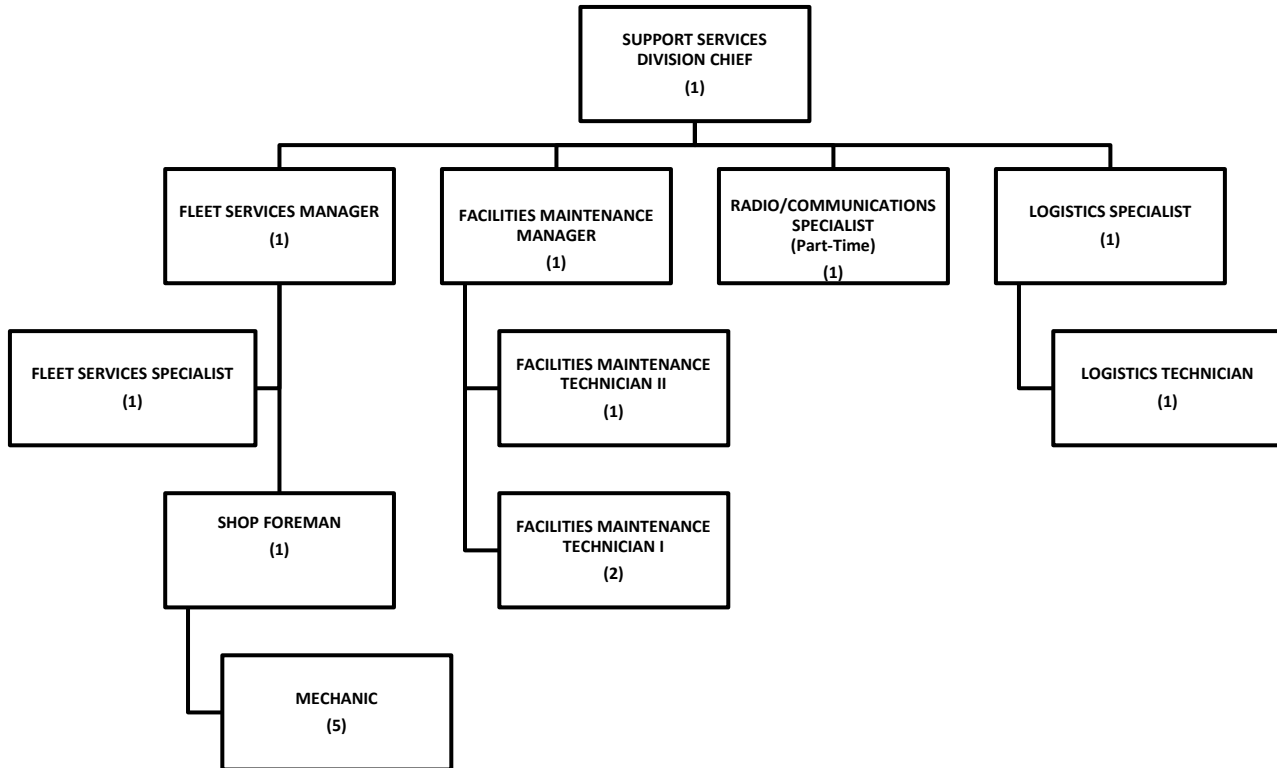 SUPPORT SERVICES
DIVISION CHIEF
(1)
FLEET SERVICES MANAGER
(1)
FACILITIES MAINTENANCE
MANAGER
(1)
RADIO/COMMUNICATIONS
SPECIALIST
(Part-Time)
(1)
LOGISTICS SPECIALIST
(1)
FLEET SERVICES SPECIALIST
(1)
FACILITIES MAINTENANCE
TECHNICIAN II
(1)
LOGISTICS TECHNICIAN
(1)
SHOP FOREMAN
(1)
FACILITIES MAINTENANCE
TECHNICIAN I
(2)
MECHANIC
(5)